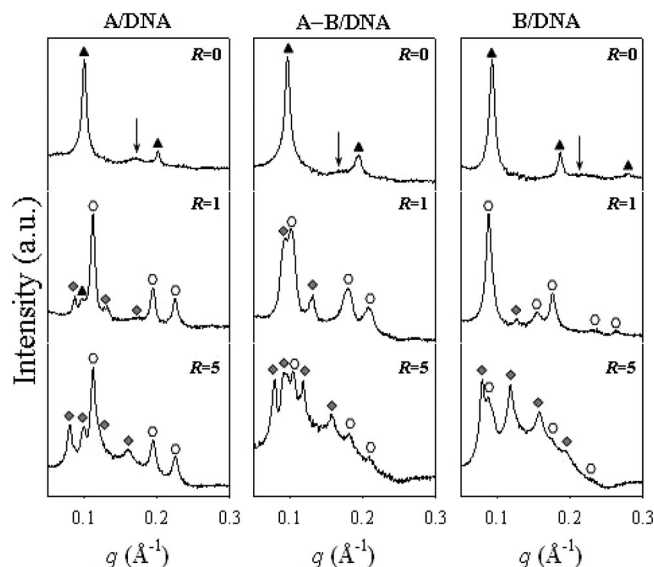 A/DNA A–B/DNA B/DNA
R=0 R=0 R=0
R=1 R=1 R=1
R=5 R=5 R=5
Intensity (a.u.)
0.1 0.2 0.3 0.1 0.2 0.3 0.1 0.2 0.3
q (Å-1) q (Å-1) q (Å-1)